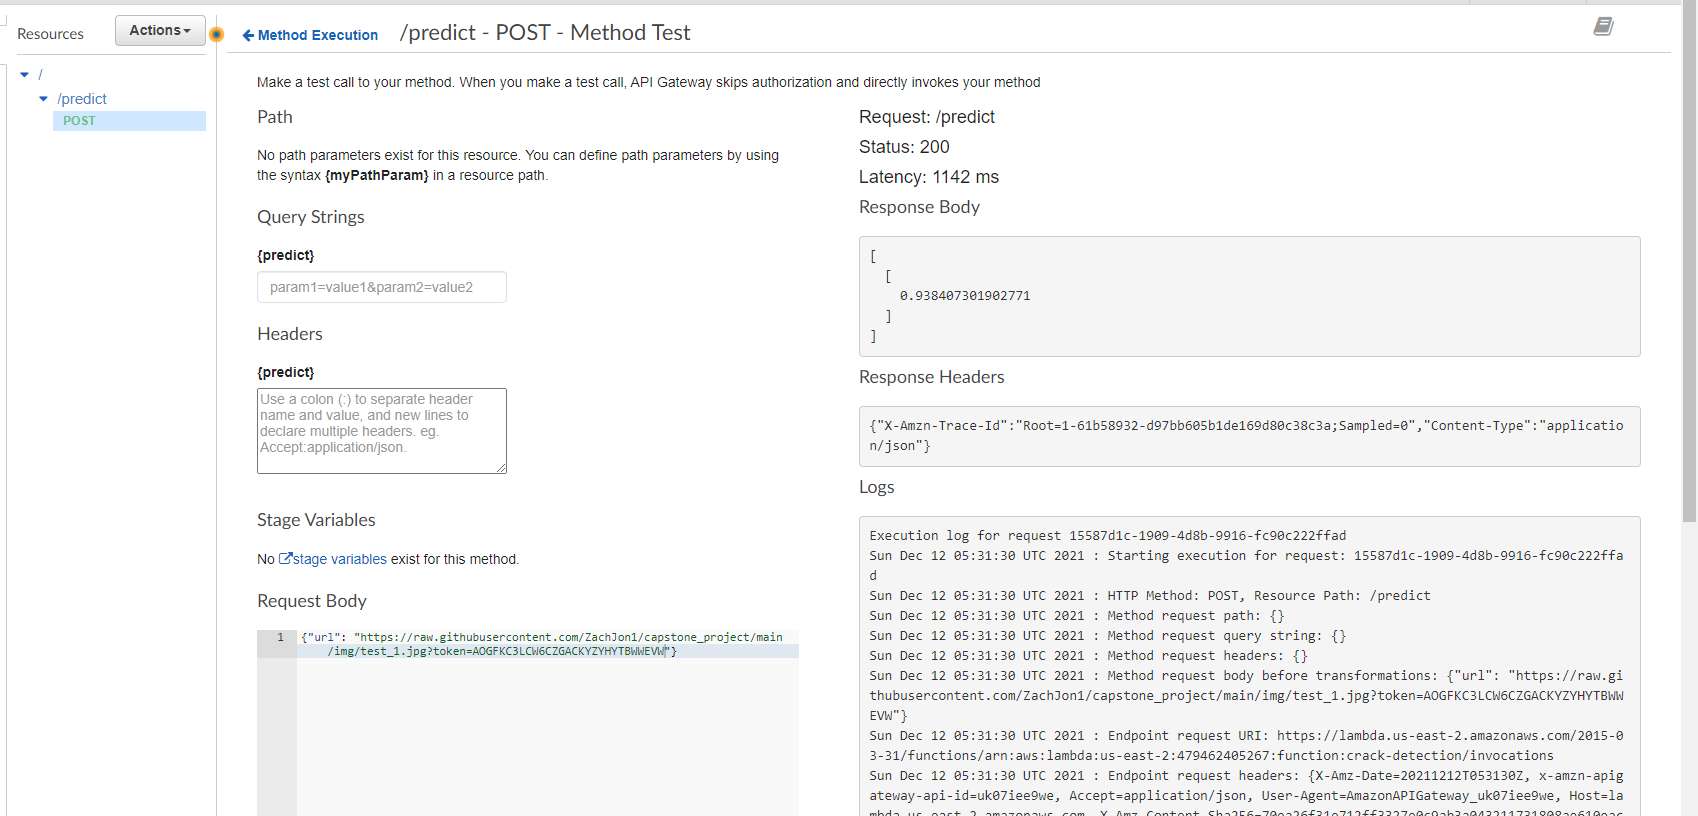 Resources
Actions
/
/predict
POST
Method Execution
/predict - POST - Method Test
Make a test call to your method. When you make a test call, API Gateway skips authorization and directly invokes your method
Path
No path parameters exist for this resource. You can define path parameters by using
the syntax {myPathParam} in a resource path.
Query Strings
{predict}
param1=value1&param2=value2
Headers
{predict}
Use a colon (:) to separate header
name and value, and new lines to
declare multiple headers. eg.
Accept:application/json.
Stage Variables
No stage variables exist for this method.
Request Body
1 {"url": "https://raw.githubusercontent.com/ZachJon1/capstone_project/main
/img/test_1.jpg?token=AOGFKC3LCW6CZGACKYZYHYTBWWEVW"}
Request: /predict
Status: 200
Latency: 1142 ms
Response Body
[
[
0.938407301902771
]
]
Response Headers
{"X-Amzn-Trace-Id":"Root=1-61b58932-d97bb605b1de169d80c38c3a;Sampled=0","Content-Type":"applicatio
n/json"}
Logs
Execution log for request 15587d1c-1909-4d8b-9916-fc90c222ffad
Sun Dec 12 05:31:30 UTC 2021 : Starting execution for request: 15587d1c-1909-4d8b-9916-fc90c222ffa
d
Sun Dec 12 05:31:30 UTC 2021 : HTTP Method: POST, Resource Path: /predict
Sun Dec 12 05:31:30 UTC 2021 : Method request path: {}
Sun Dec 12 05:31:30 UTC 2021 : Method request query string: {}
Sun Dec 12 05:31:30 UTC 2021 : Method request headers: {}
Sun Dec 12 05:31:30 UTC 2021 : Method request body before transformations: {"url": "https://raw.gi
thubusercontent.com/ZachJon1/capstone_project/main/img/test_1.jpg?token=AOGFKC3LCW6CZGACKYZYHYTBWW
EVW"}
Sun Dec 12 05:31:30 UTC 2021 : Endpoint request URI: https://lambda.us-east-2.amazonaws.com/2015-0
3-31/functions/arn:aws:lambda:us-east-2:479462405267:function:crack-detection/invocations
Sun Dec 12 05:31:30 UTC 2021 : Endpoint request headers: {X-Amz-Date=20211212T053130Z, x-amzn-apig
ateway-api-id=uk07iee9we, Accept=application/json, User-Agent=AmazonAPIGateway_uk07iee9we, Host=la